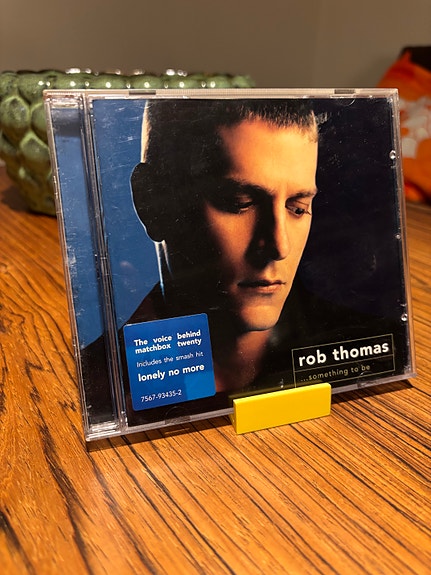 The voice behind
matchbox twenty
Includes the smash hit
lonely no more
7567-93435-2
rob thomas
...something to be